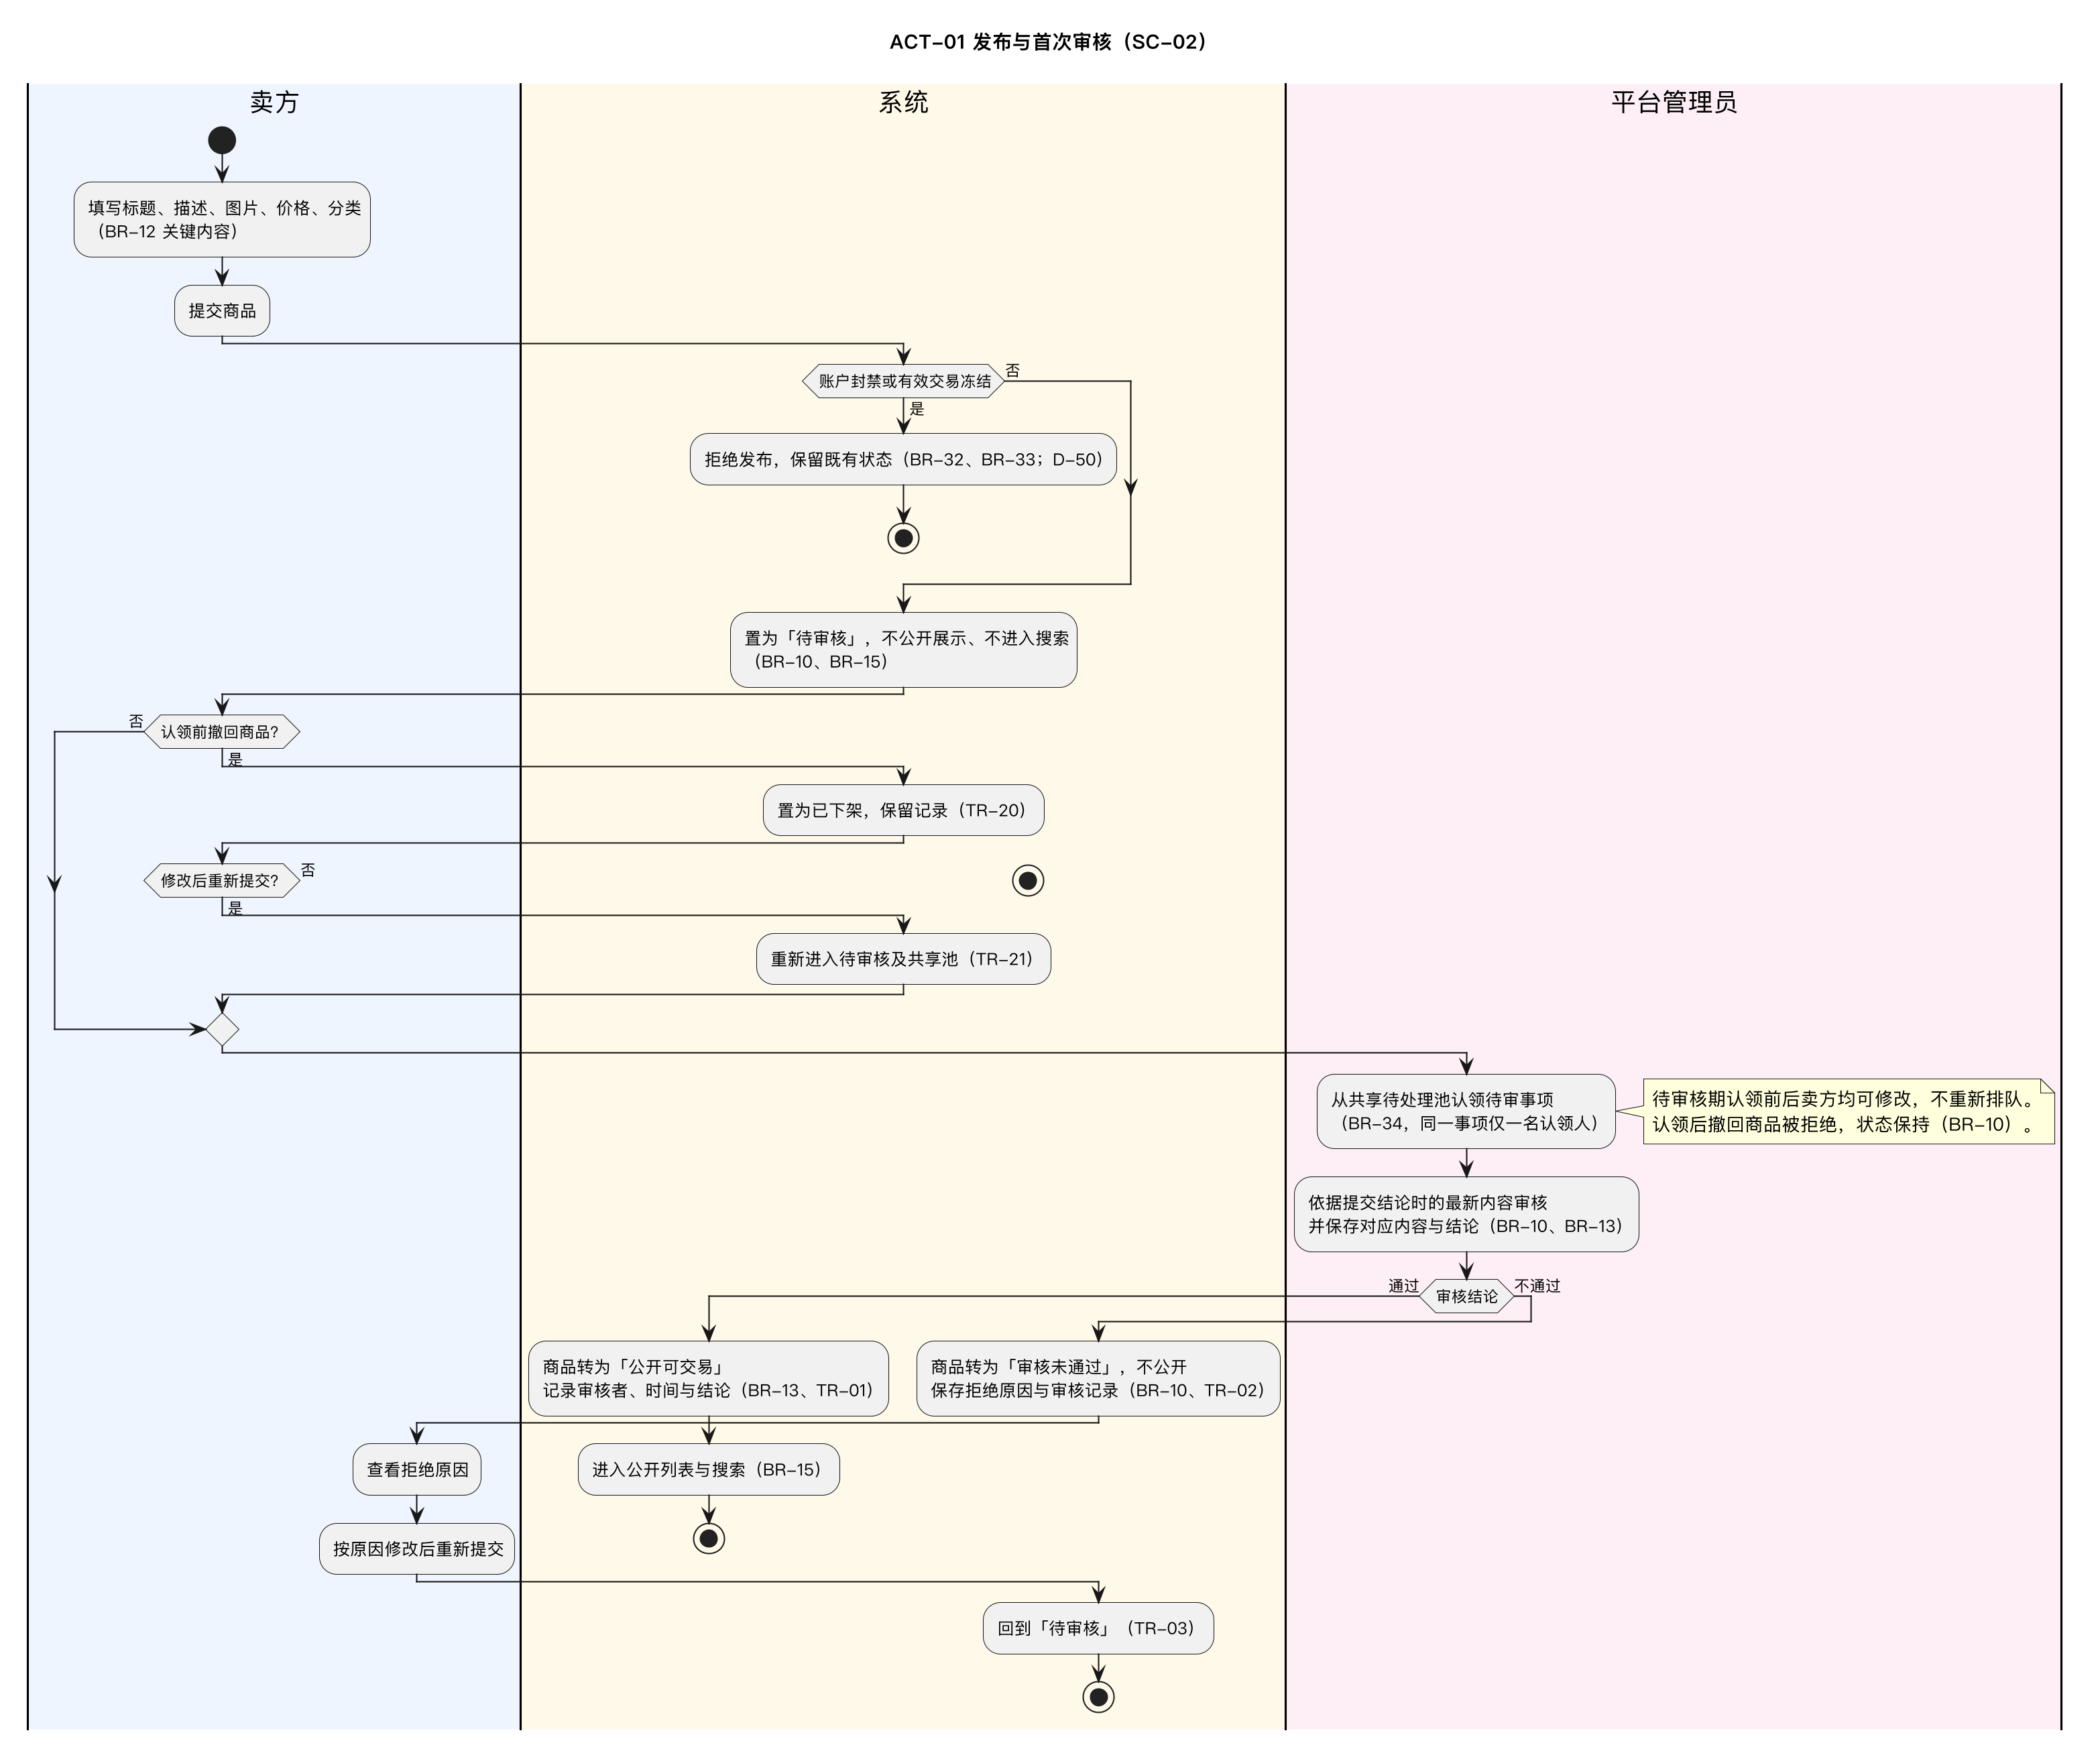 ACT-01 发布与首次审核（SC-02）
卖方
系统
平台管理员
填写标题、描述、图片、价格、分类
（BR-12 关键内容）
提交商品
账户封禁或有效交易冻结
否
是
拒绝发布，保留既有状态（BR-32、BR-33；D-50）
置为「待审核」，不公开展示、不进入搜索
（BR-10、BR-15）
否
认领前撤回商品？
是
置为已下架，保留记录（TR-20）
修改后重新提交？
否
是
重新进入待审核及共享池（TR-21）
从共享待处理池认领待审事项
（BR-34，同一事项仅一名认领人）
待审核期认领前后卖方均可修改，不重新排队。
认领后撤回商品被拒绝，状态保持（BR-10）。
依据提交结论时的最新内容审核
并保存对应内容与结论（BR-10、BR-13）
通过
审核结论
不通过
商品转为「公开可交易」
记录审核者、时间与结论（BR-13、TR-01）
商品转为「审核未通过」，不公开
保存拒绝原因与审核记录（BR-10、TR-02）
查看拒绝原因
进入公开列表与搜索（BR-15）
按原因修改后重新提交
回到「待审核」（TR-03）